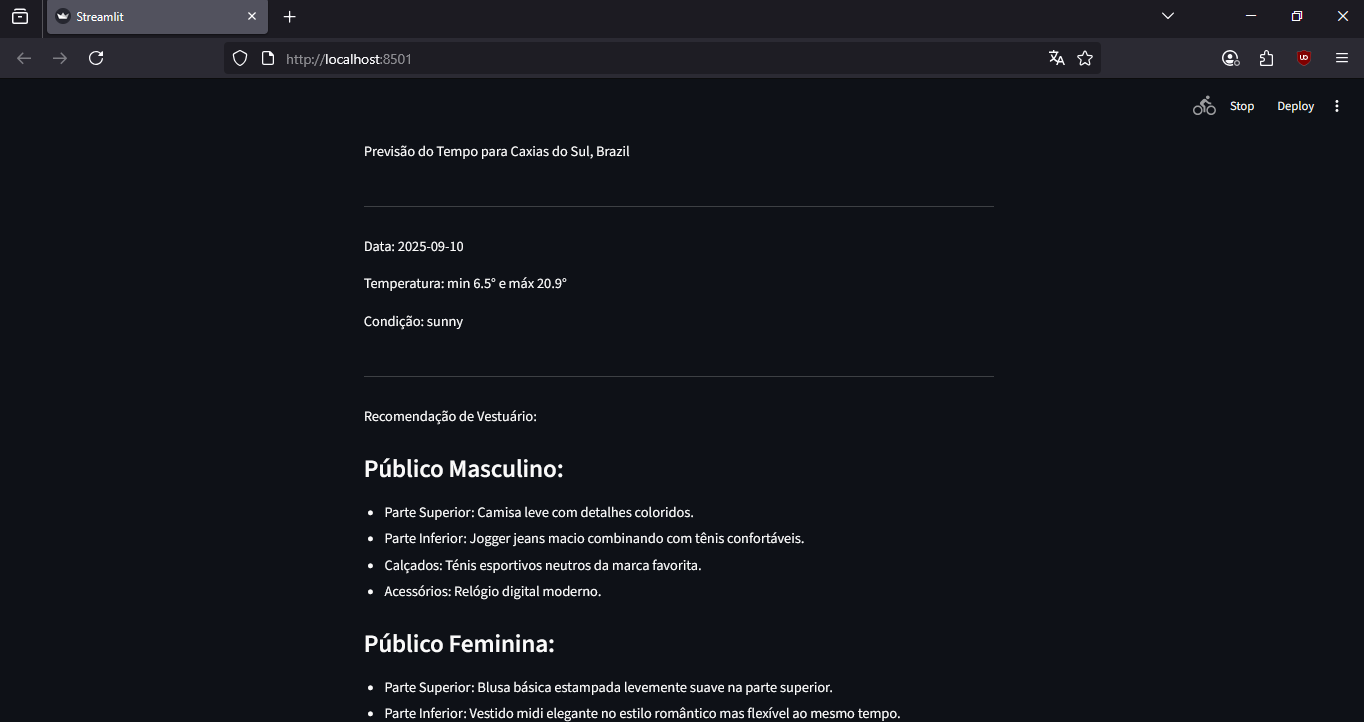 Streamlit
http://localhost:8501
Stop
Deploy
Previsão do Tempo para Caxias do Sul, Brazil
Data: 2025-09-10
Temperatura: min 6.5° e máx 20.9°
Condição: sunny
Recomendação de Vestuário:
Público Masculino:
• Parte Superior: Camisa leve com detalhes coloridos.
• Parte Inferior: Jogger jeans macio combinando com tênis confortáveis.
• Calçados: Ténis esportivos neutros da marca favorita.
• Acessórios: Relógio digital moderno.
Público Feminina:
• Parte Superior: Blusa básica estampada levemente suave na parte superior.
• Parte Inferior: Vestido midi elegante no estilo romântico mas flexível ao mesmo tempo.